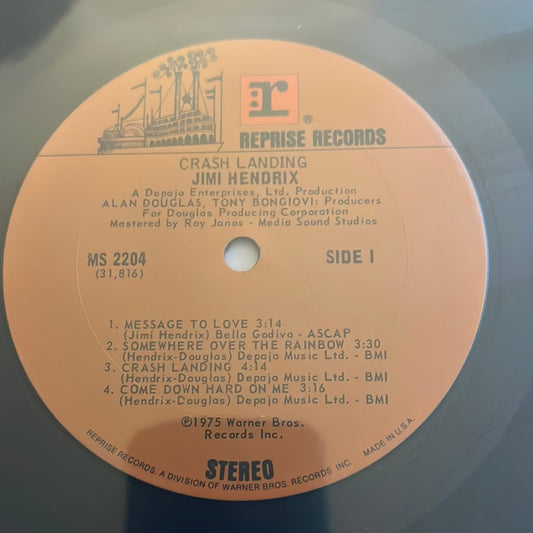 r
®
REPRISE RECORDS
CRASH LANDING
JIMI HENDRIX
A Depaja Enterprises, Ltd. Production
ALAN DOUGLAS, TONY BONGIOVI: Producers
For Douglas Producing Corporation
Mastered by Ray Janos - Media Sound Studios
MS 2204
(31,816)
SIDE 1
1. MESSAGE TO LOVE 3:14
(Jimi Hendrix) Bella Godiva - ASCAP
2. SOMEWHERE OVER THE RAINBOW 3:30
(Hendrix-Douglas) Depaja Music Ltd. - BMI
3. CRASH LANDING 4:14
(Hendrix-Douglas) Depaja Music Ltd. - BMI
4. COME DOWN HARD ON ME 3:16
(Hendrix-Douglas) Depaja Music Ltd. - BMI
©1975 Warner Bros.
Records Inc.
STEREO
REPRISE RECORDS, A DIVISION OF WARNER BROS. RECORDS, INC. MADE IN U.S.A.